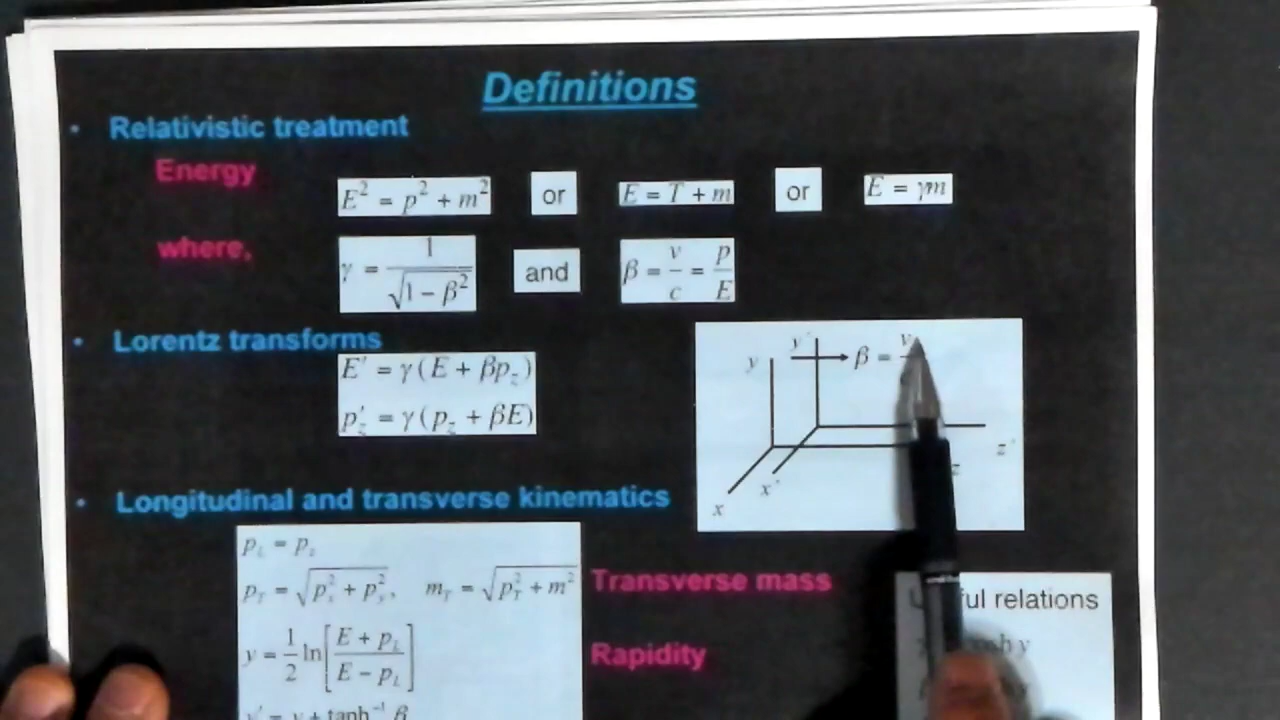 Definitions
• Relativistic treatment
Energy
E² = p² + m² or E = T + m or E = γm
where,
γ = 1 / √(1 − β²) and β = v/c = p/E
• Lorentz transforms
E' = γ(E + βp_z)
p'_z = γ(p_z + βE)
y y' β = v
z'
z
x'
x
• Longitudinal and transverse kinematics
p_L = p_z
p_T = √(p_x² + p_y²), m_T = √(p_T² + m²) Transverse mass
y = 1/2 ln[(E + p_L) / (E − p_L)] Rapidity
y' = y + tanh⁻¹ β
relations
y